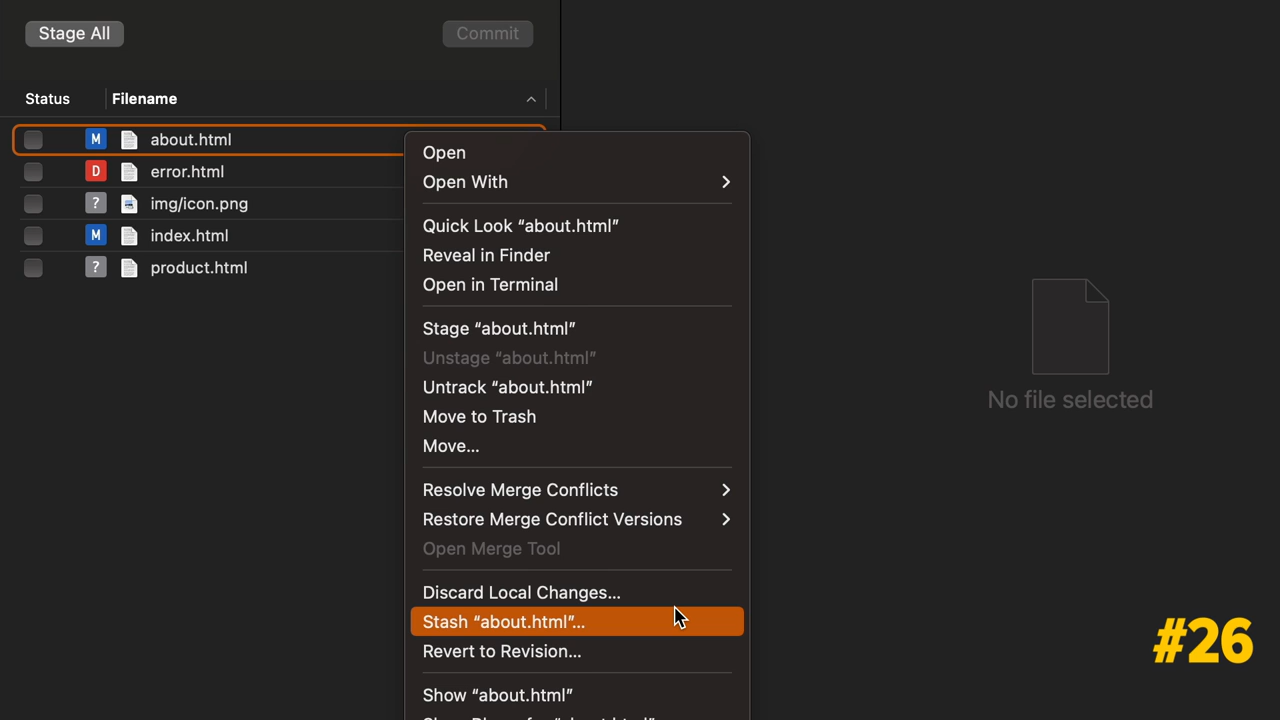 Stage All
Commit
Status
Filename
M
about.html
D
error.html
?
img/icon.png
M
index.html
?
product.html
Open
Open With
Quick Look “about.html”
Reveal in Finder
Open in Terminal
Stage “about.html”
Unstage “about.html”
Untrack “about.html”
Move to Trash
Move...
Resolve Merge Conflicts
Restore Merge Conflict Versions
Open Merge Tool
Discard Local Changes...
Stash “about.html”...
Revert to Revision...
Show “about.html”
No file selected
#26